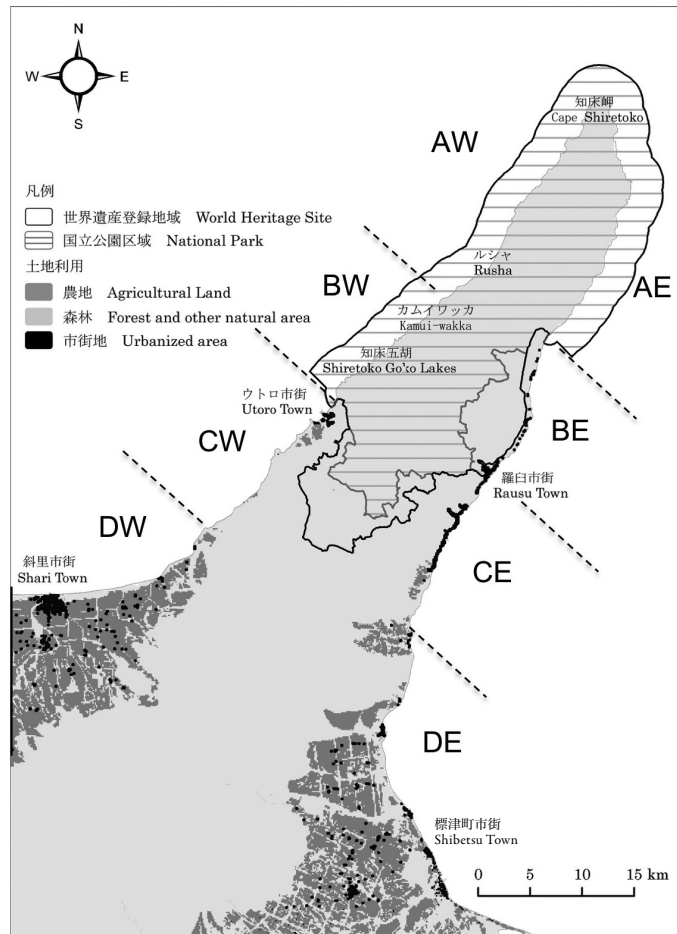 N
W
E
S
知床岬
Cape Shiretoko
AW
凡例
世界遺産登録地域 World Heritage Site
国立公園区域 National Park
土地利用
農地 Agricultural Land
森林 Forest and other natural area
市街地 Urbanized area
ルシャ
Rusha
BW
AE
カムイワッカ
Kamui-wakka
知床五胡
Shiretoko Go'xo Lakes
ウトロ市街
Utoro Town
CW
BE
羅臼市街
Rausu Town
DW
斜里市街
Shari Town
CE
DE
標津町市街
Shibetsu Town
0 5 10 15 km